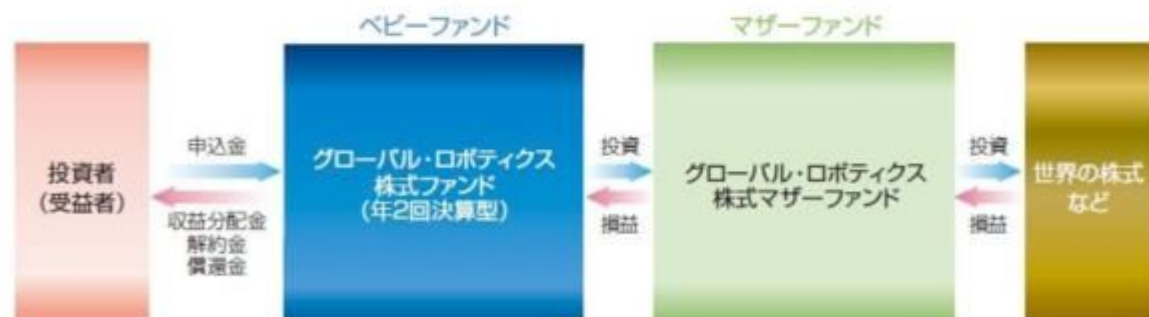 ベビーファンド
マザーファンド
投資者
(受益者)
申込金
収益分配金
解約金
償還金
グローバル・ロボティクス
株式ファンド
(年2回決算型)
投資
損益
グローバル・ロボティクス
株式マザーファンド
投資
損益
世界の株式
など